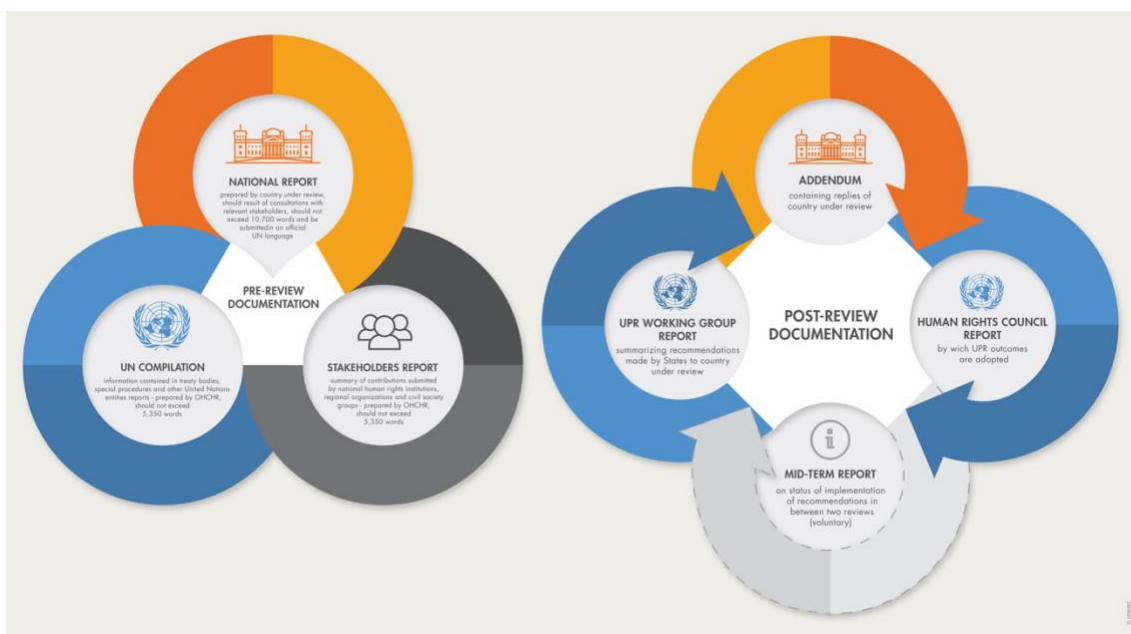 NATIONAL REPORT
prepared by country under review,
should result of consultations with
relevant stakeholders, should not
exceed 10,700 words and be
submittedin an official
UN language
PRE-REVIEW
DOCUMENTATION
UN COMPILATION
information contained in treaty bodies,
special procedures and other United Nations
entities reports - prepared by OHCHR,
should not exceed
5,350 words
STAKEHOLDERS REPORT
summary of contributions submitted
by national human rights institutions,
regional organizations and civil society
groups - prepared by OHCHR,
should not exceed
5,350 words
ADDENDUM
containing replies of
country under review
UPR WORKING GROUP
REPORT
summarizing recommendations
made by States to country
under review
POST-REVIEW
DOCUMENTATION
HUMAN RIGHTS COUNCIL
REPORT
by wich UPR outcomes
are adopted
MID-TERM REPORT
on status of implementation
of recommendations in
between two reviews
(voluntary)